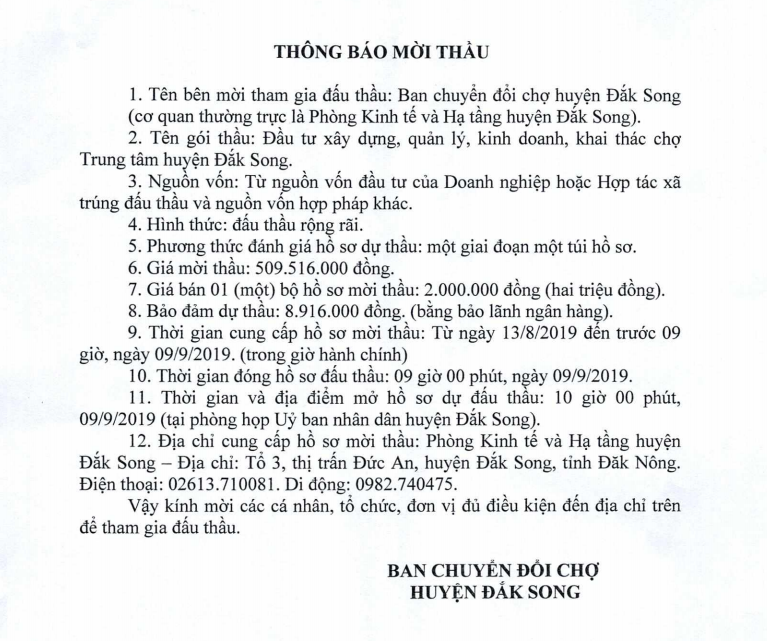 THÔNG BÁO MỜI THẦU
1. Tên bên mời tham gia đấu thầu: Ban chuyển đổi chợ huyện Đắk Song
(cơ quan thường trực là Phòng Kinh tế và Hạ tầng huyện Đắk Song).
2. Tên gói thầu: Đầu tư xây dựng, quản lý, kinh doanh, khai thác chợ
Trung tâm huyện Đắk Song.
3. Nguồn vốn: Từ nguồn vốn đầu tư của Doanh nghiệp hoặc Hợp tác xã
trúng đấu thầu và nguồn vốn hợp pháp khác.
4. Hình thức: đấu thầu rộng rãi.
5. Phương thức đánh giá hồ sơ dự thầu: một giai đoạn một túi hồ sơ.
6. Giá mời thầu: 509.516.000 đồng.
7. Giá bán 01 (một) bộ hồ sơ mời thầu: 2.000.000 đồng (hai triệu đồng).
8. Bảo đảm dự thầu: 8.916.000 đồng. (bằng bảo lãnh ngân hàng).
9. Thời gian cung cấp hồ sơ mời thầu: Từ ngày 13/8/2019 đến trước 09
giờ, ngày 09/9/2019. (trong giờ hành chính)
10. Thời gian đóng hồ sơ đấu thầu: 09 giờ 00 phút, ngày 09/9/2019.
11. Thời gian và địa điểm mở hồ sơ dự đấu thầu: 10 giờ 00 phút,
09/9/2019 (tại phòng họp Uỷ ban nhân dân huyện Đắk Song).
12. Địa chỉ cung cấp hồ sơ mời thầu: Phòng Kinh tế và Hạ tầng huyện
Đắk Song – Địa chỉ: Tổ 3, thị trấn Đức An, huyện Đắk Song, tỉnh Đăk Nông.
Điện thoại: 02613.710081. Di động: 0982.740475.
Vậy kính mời các cá nhân, tổ chức, đơn vị đủ điều kiện đến địa chỉ trên
để tham gia đấu thầu.
BAN CHUYỂN ĐỔI CHỢ
HUYỆN ĐẮK SONG